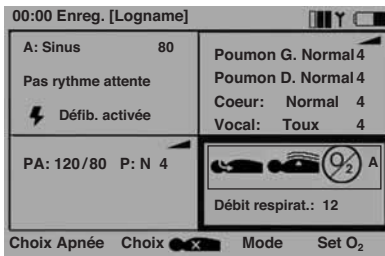 00:00 Enreg. [Logname]
A: Sinus 80
Pas rythme attente
Défib. activée
Poumon G. Normal 4
Poumon D. Normal 4
Coeur: Normal 4
Vocal: Toux 4
PA: 120/80 P: N 4
O₂ A
Débit respirat.: 12
Choix Apnée Choix Mode Set O₂